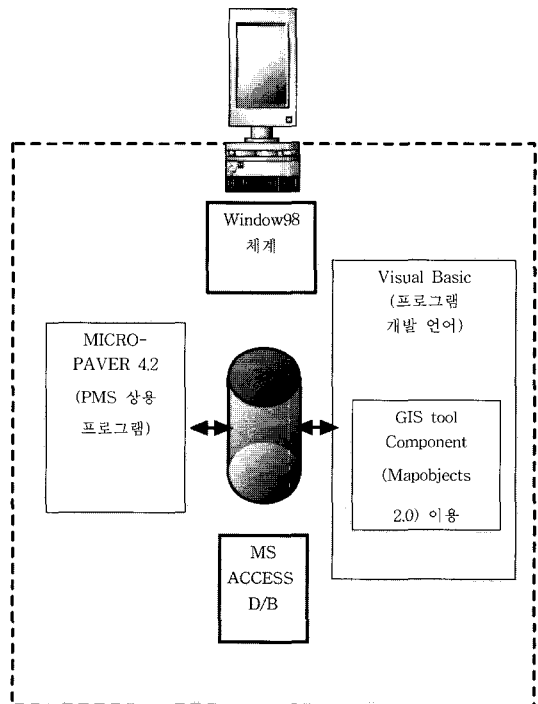 Window98
체계
Visual Basic
(프로그램
개발 언어)
MICRO-
PAVER 4.2
(PMS 상용
프로그램)
GIS tool
Component
(Mapobjects
2.0) 이용
MS
ACCESS
D/B